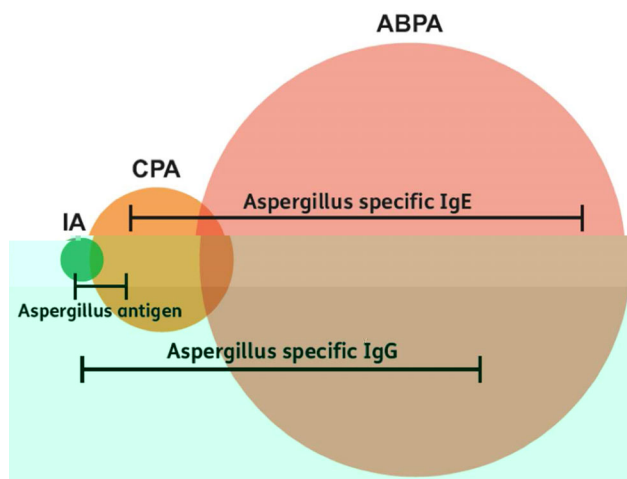 ABPA
CPA
IA
Aspergillus specific IgE
Aspergillus antigen
Aspergillus specific IgG